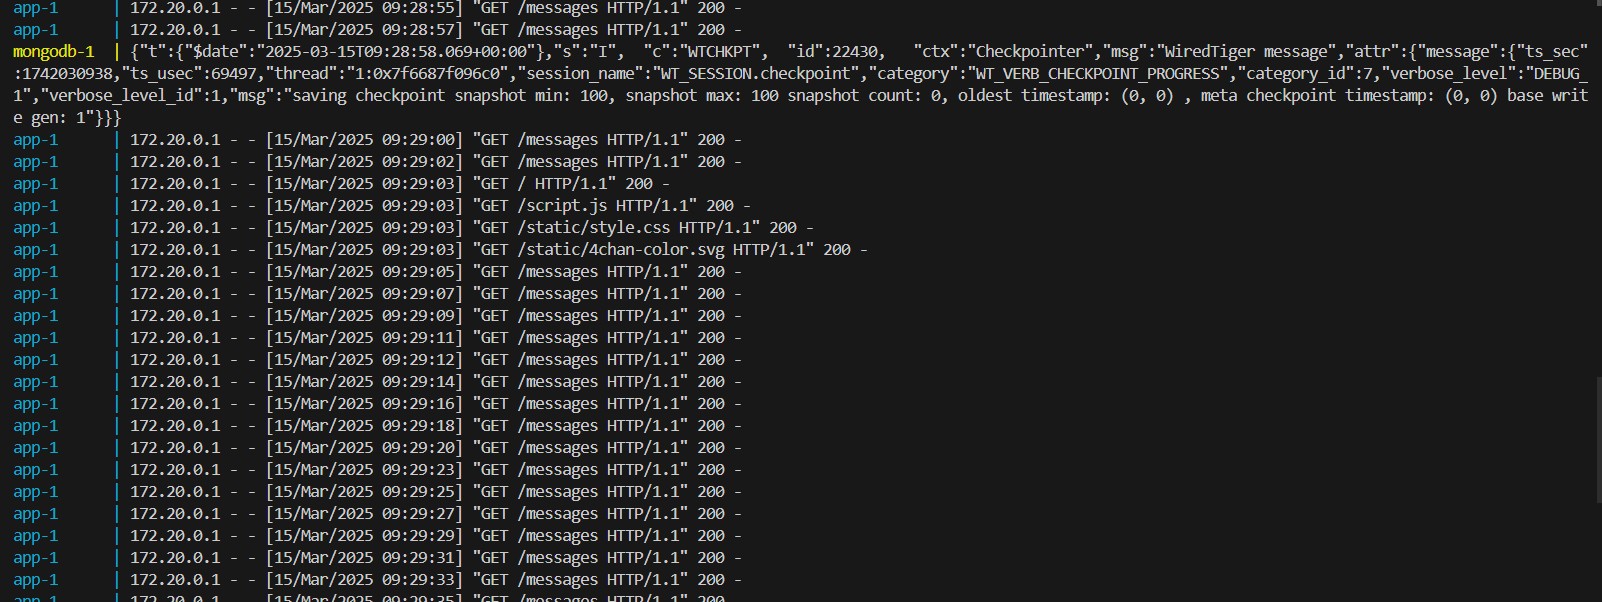 app-1      | 172.20.0.1 - - [15/Mar/2025 09:28:55] "GET /messages HTTP/1.1" 200 -
app-1      | 172.20.0.1 - - [15/Mar/2025 09:28:57] "GET /messages HTTP/1.1" 200 -
mongodb-1  | {"t":{"$date":"2025-03-15T09:28:58.069+00:00"},"s":"I",  "c":"WTCHKPT",  "id":22430,   "ctx":"Checkpointer","msg":"WiredTiger message","attr":{"message":{"ts_sec"
:1742030938,"ts_usec":69497,"thread":"1:0x7f6687f096c0","session_name":"WT_SESSION.checkpoint","category":"WT_VERB_CHECKPOINT_PROGRESS","category_id":7,"verbose_level":"DEBUG_
1","verbose_level_id":1,"msg":"saving checkpoint snapshot min: 100, snapshot max: 100 snapshot count: 0, oldest timestamp: (0, 0) , meta checkpoint timestamp: (0, 0) base writ
e gen: 1"}}}
app-1      | 172.20.0.1 - - [15/Mar/2025 09:29:00] "GET /messages HTTP/1.1" 200 -
app-1      | 172.20.0.1 - - [15/Mar/2025 09:29:02] "GET /messages HTTP/1.1" 200 -
app-1      | 172.20.0.1 - - [15/Mar/2025 09:29:03] "GET / HTTP/1.1" 200 -
app-1      | 172.20.0.1 - - [15/Mar/2025 09:29:03] "GET /script.js HTTP/1.1" 200 -
app-1      | 172.20.0.1 - - [15/Mar/2025 09:29:03] "GET /static/style.css HTTP/1.1" 200 -
app-1      | 172.20.0.1 - - [15/Mar/2025 09:29:03] "GET /static/4chan-color.svg HTTP/1.1" 200 -
app-1      | 172.20.0.1 - - [15/Mar/2025 09:29:05] "GET /messages HTTP/1.1" 200 -
app-1      | 172.20.0.1 - - [15/Mar/2025 09:29:07] "GET /messages HTTP/1.1" 200 -
app-1      | 172.20.0.1 - - [15/Mar/2025 09:29:09] "GET /messages HTTP/1.1" 200 -
app-1      | 172.20.0.1 - - [15/Mar/2025 09:29:11] "GET /messages HTTP/1.1" 200 -
app-1      | 172.20.0.1 - - [15/Mar/2025 09:29:12] "GET /messages HTTP/1.1" 200 -
app-1      | 172.20.0.1 - - [15/Mar/2025 09:29:14] "GET /messages HTTP/1.1" 200 -
app-1      | 172.20.0.1 - - [15/Mar/2025 09:29:16] "GET /messages HTTP/1.1" 200 -
app-1      | 172.20.0.1 - - [15/Mar/2025 09:29:18] "GET /messages HTTP/1.1" 200 -
app-1      | 172.20.0.1 - - [15/Mar/2025 09:29:20] "GET /messages HTTP/1.1" 200 -
app-1      | 172.20.0.1 - - [15/Mar/2025 09:29:23] "GET /messages HTTP/1.1" 200 -
app-1      | 172.20.0.1 - - [15/Mar/2025 09:29:25] "GET /messages HTTP/1.1" 200 -
app-1      | 172.20.0.1 - - [15/Mar/2025 09:29:27] "GET /messages HTTP/1.1" 200 -
app-1      | 172.20.0.1 - - [15/Mar/2025 09:29:29] "GET /messages HTTP/1.1" 200 -
app-1      | 172.20.0.1 - - [15/Mar/2025 09:29:31] "GET /messages HTTP/1.1" 200 -
app-1      | 172.20.0.1 - - [15/Mar/2025 09:29:33] "GET /messages HTTP/1.1" 200 -
app-1      | 172.20.0.1 - - [15/Mar/2025 09:29:35] "GET /messages HTTP/1.1" 200 -